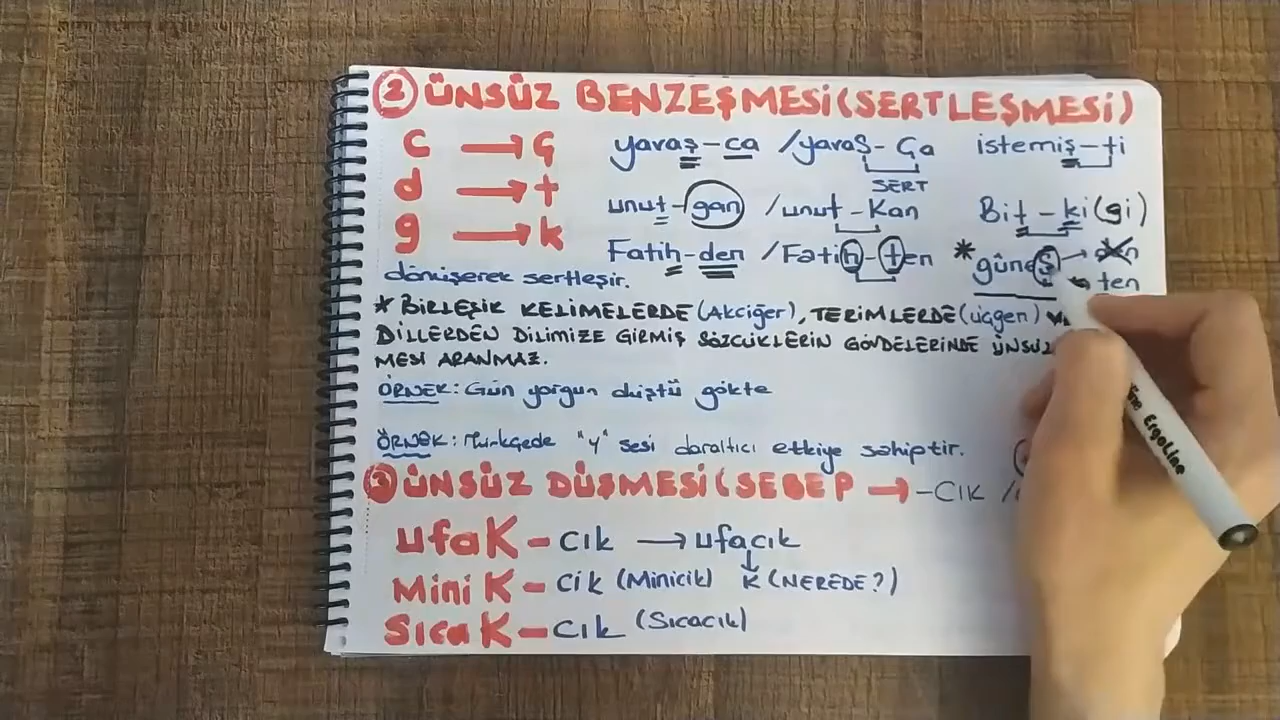 2 ÜNSÜZ BENZEŞMESİ (SERTLEŞMESİ)
C → Ç yavaş-ca / yavaş-Ça istemiş-ti
SERT
d → t unut-gan / unut-Kan Bit-ki(gi)
g → k Fatih-den / Fatih-ten * güneş → den
→ ten
dönüşerek sertleşir.
* BİRLEŞİK KELİMELERDE (Akciğer), TERİMLERDE (üçgen)
DİLLERDEN DİLİMİZE GİRMİŞ SÖZCÜKLERİN GÖVDELERİNDE
MESİ ARANMAZ.
ÖRNEK: Gün yorgun düştü gökte
ÖRNEK: Türkçede "y" sesi daraltıcı etkiye sahiptir.
3 ÜNSÜZ DÜŞMESİ (SEBEP → -CIK /
UfaK - cık → ufacık
MiniK - cik (Minicik) K (NEREDE?)
SıcaK - cık (Sıcacık)
Tim ErgoLine